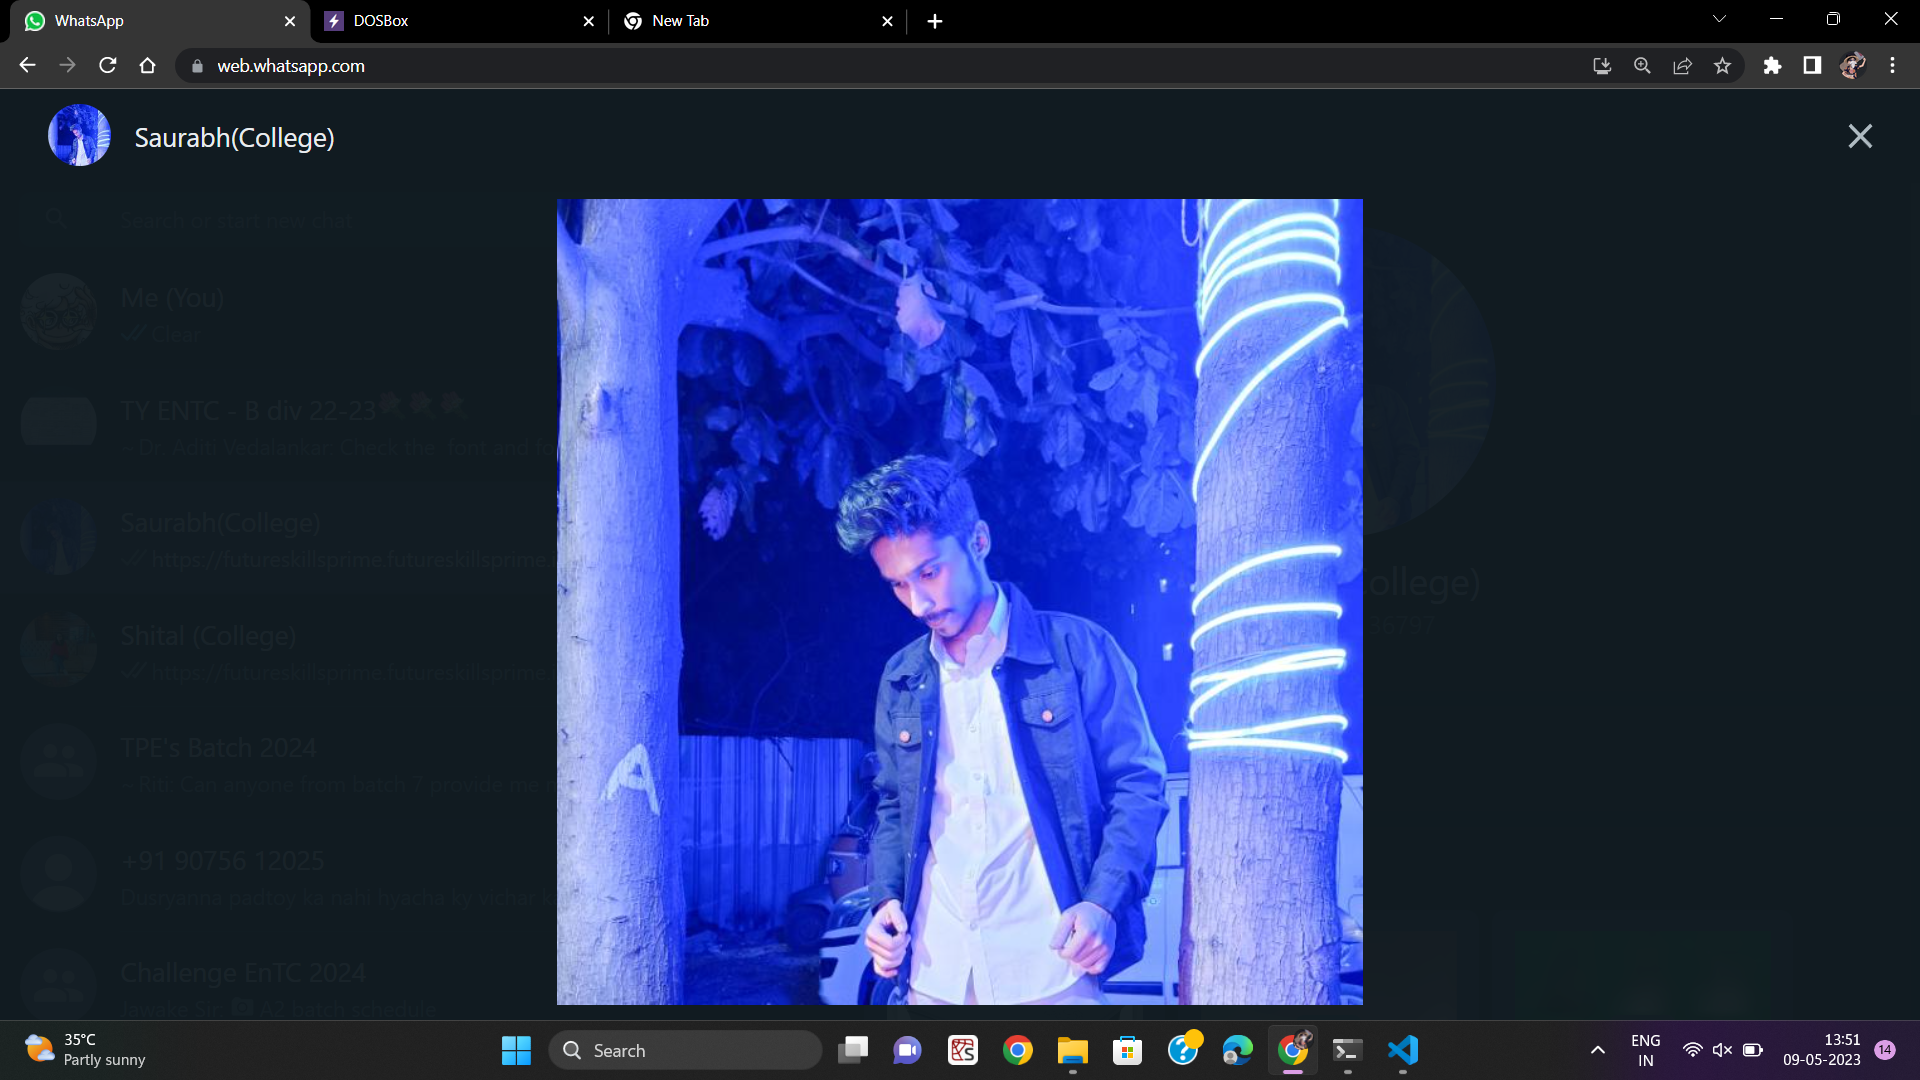 WhatsApp
DOSBox
New Tab
web.whatsapp.com
Saurabh(College)
Search or start new chat
Me (You)
Clear
TY ENTC - B div 22-23
~ Dr. Aditi Vedalankar: Check the font and fo
Saurabh(College)
https://futureskillsprime.futureskillsprime.
Shital (College)
https://futureskillsprime.futureskillsprime.
TPE's Batch 2024
~Riti: Can anyone from batch 7 provide me
+91 90756 12025
padtoy ka nahi hyacha ky vichar k
Challenge EnTC 2024
Jawake Sir: A2 batch schedule
ollege)
36797
A
35°C
Partly sunny
Search
ENG
IN
13:51
09-05-2023
14